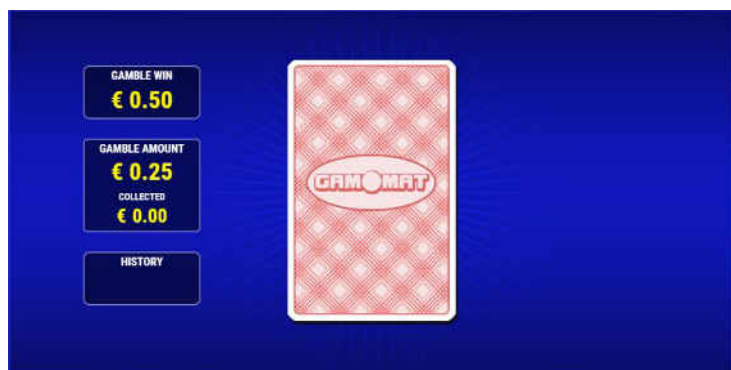 GAMBLE WIN
€ 0.50
GAMBLE AMOUNT
€ 0.25
COLLECTED
€ 0.00
HISTORY
GAMOMAT